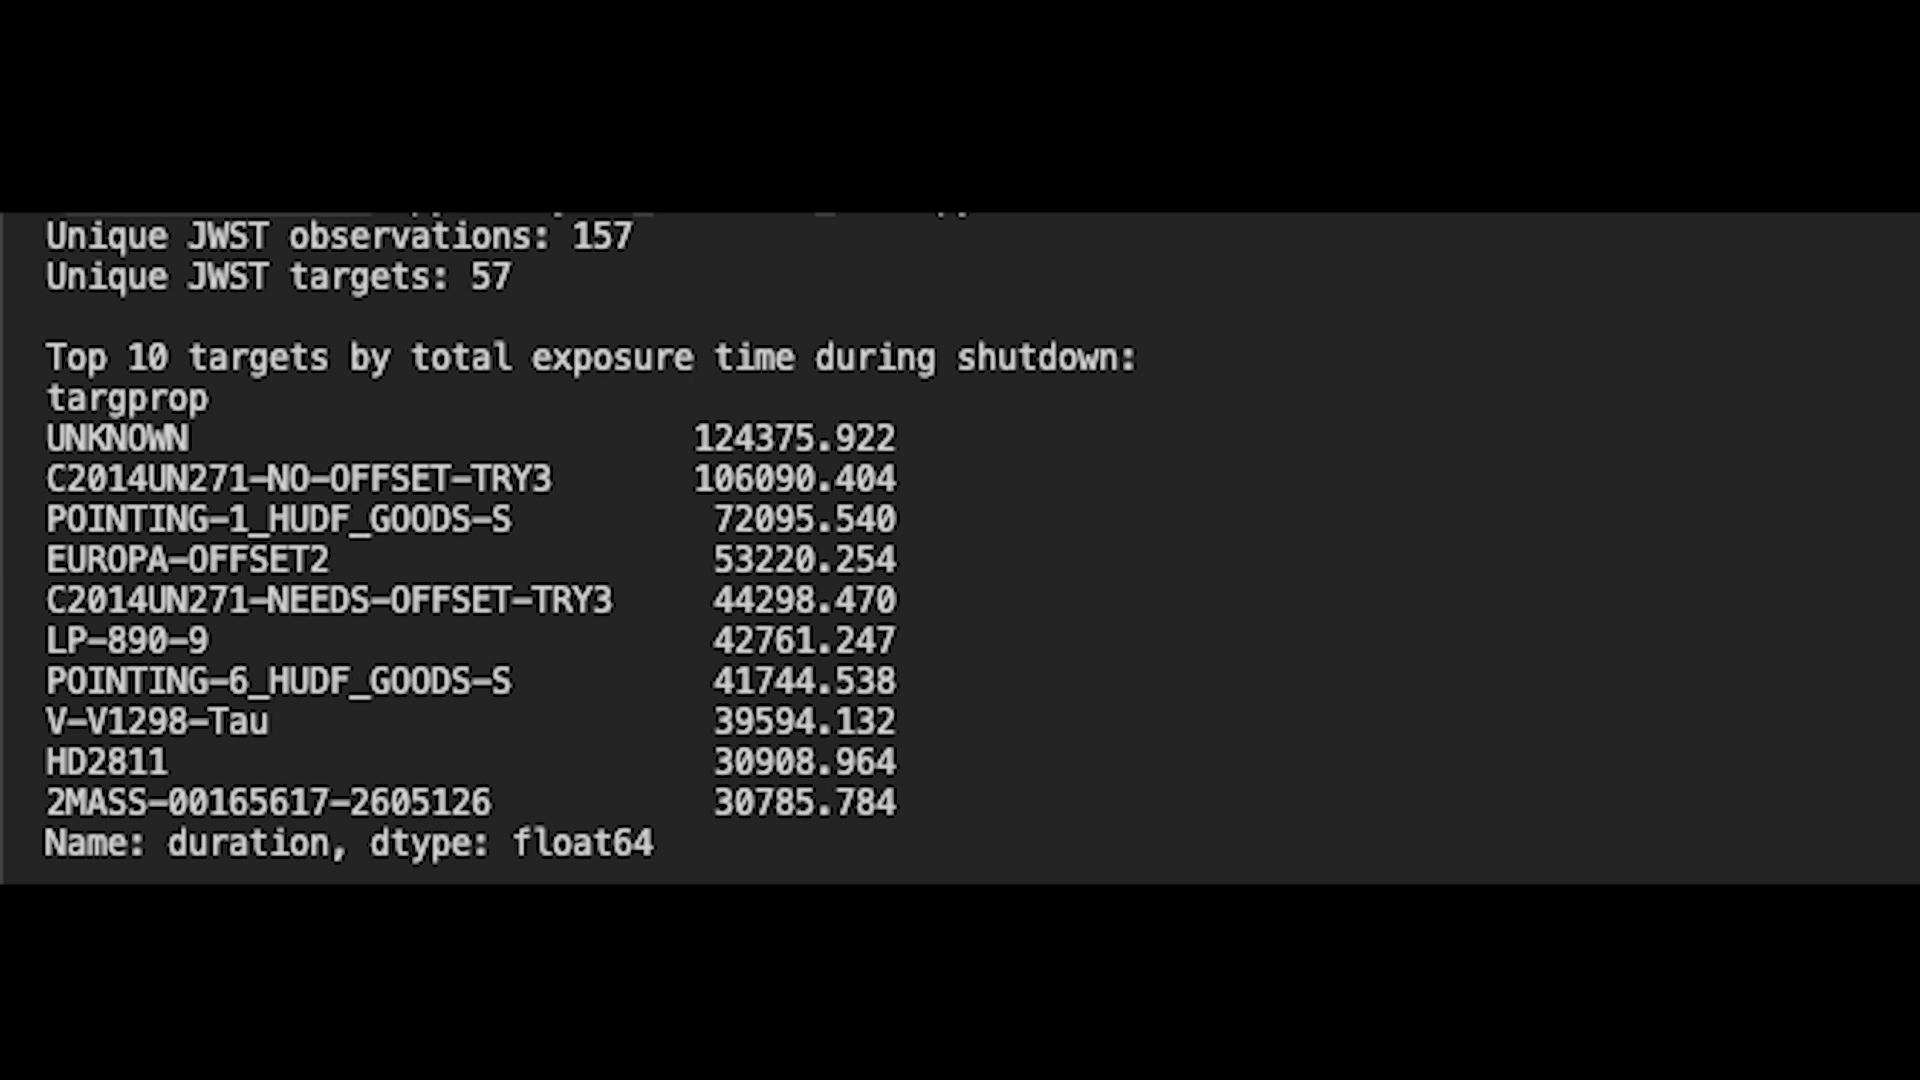 Unique JWST observations: 157
Unique JWST targets: 57
Top 10 targets by total exposure time during shutdown:
targprop
UNKNOWN 124375.922
C2014UN271-NO-OFFSET-TRY3 106090.404
POINTING-1_HUDF_GOODS-S 72095.540
EUROPA-OFFSET2 53220.254
C2014UN271-NEEDS-OFFSET-TRY3 44298.470
LP-890-9 42761.247
POINTING-6_HUDF_GOODS-S 41744.538
V-V1298-Tau 39594.132
HD2811 30908.964
2MASS-00165617-2605126 30785.784
Name: duration, dtype: float64